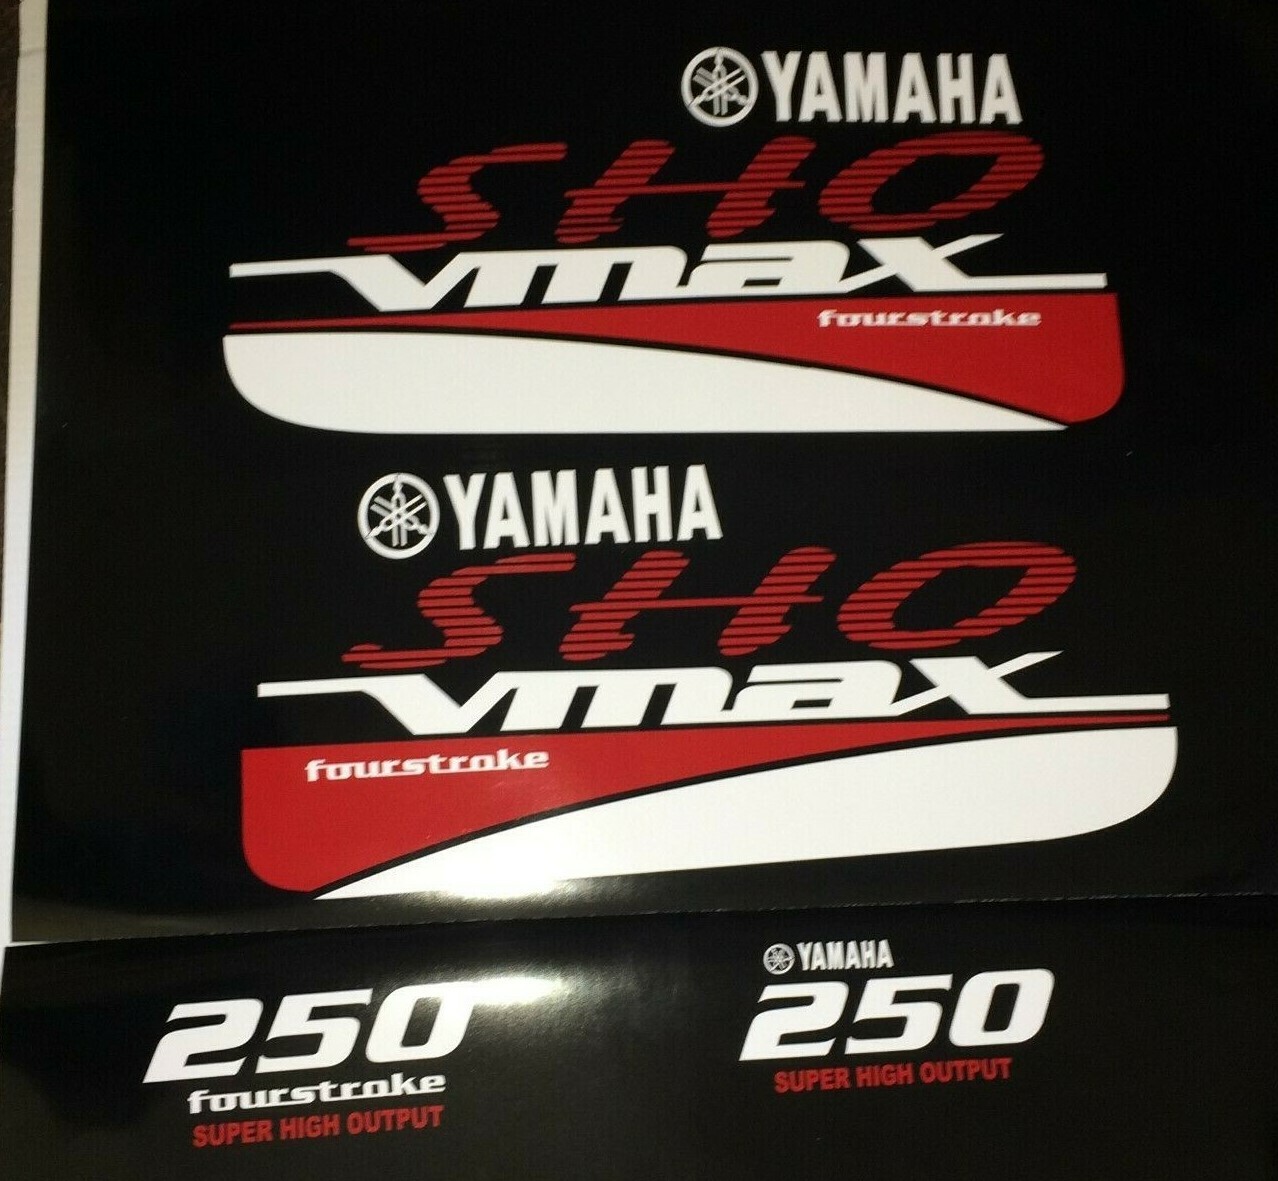 YAMAHA
SHO
Vmax
fourstroke
YAMAHA
SHO
Vmax
fourstroke
250
fourstroke
SUPER HIGH OUTPUT
YAMAHA
250
SUPER HIGH OUTPUT